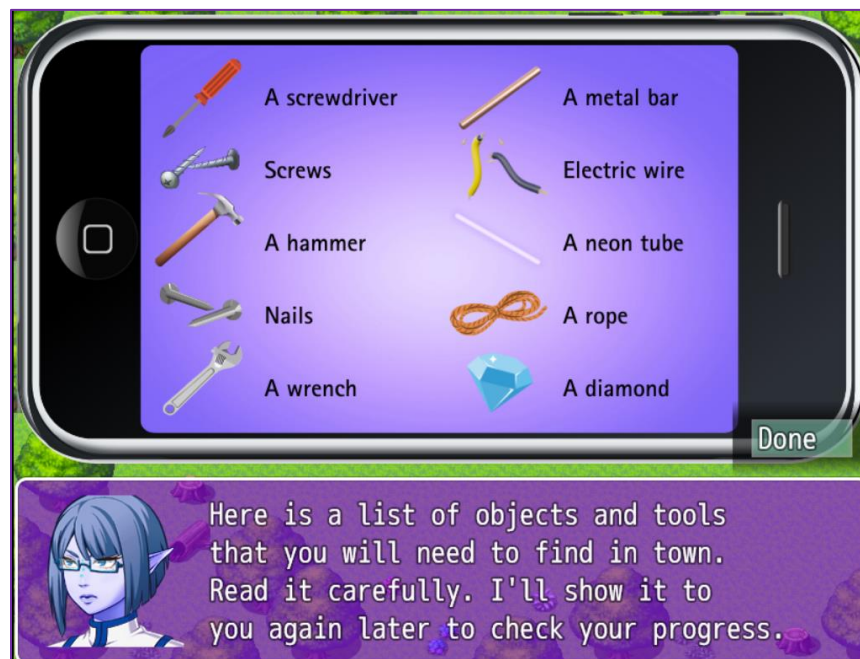 A screwdriver
Screws
A hammer
Nails
A wrench
A metal bar
Electric wire
A neon tube
A rope
A diamond
Done
Here is a list of objects and tools
that you will need to find in town.
Read it carefully. I'll show it to
you again later to check your progress.